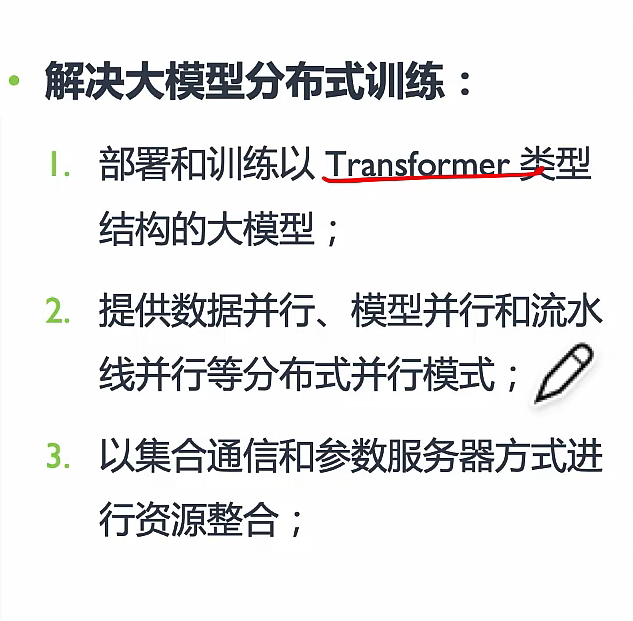 • 解决大模型分布式训练：
1. 部署和训练以 Transformer 类型
结构的大模型；
2. 提供数据并行、模型并行和流水
线并行等分布式并行模式；
3. 以集合通信和参数服务器方式进
行资源整合；